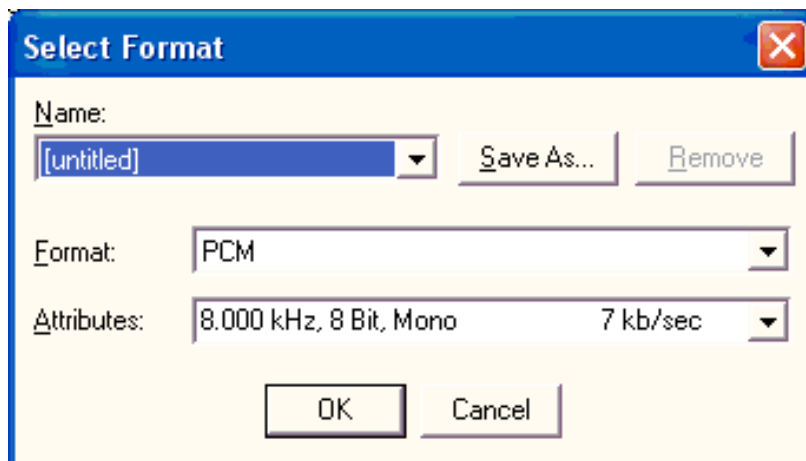 Select Format
Name:
[untitled] Save As... Remove
Format: PCM
Attributes: 8.000 kHz, 8 Bit, Mono 7 kb/sec
OK Cancel